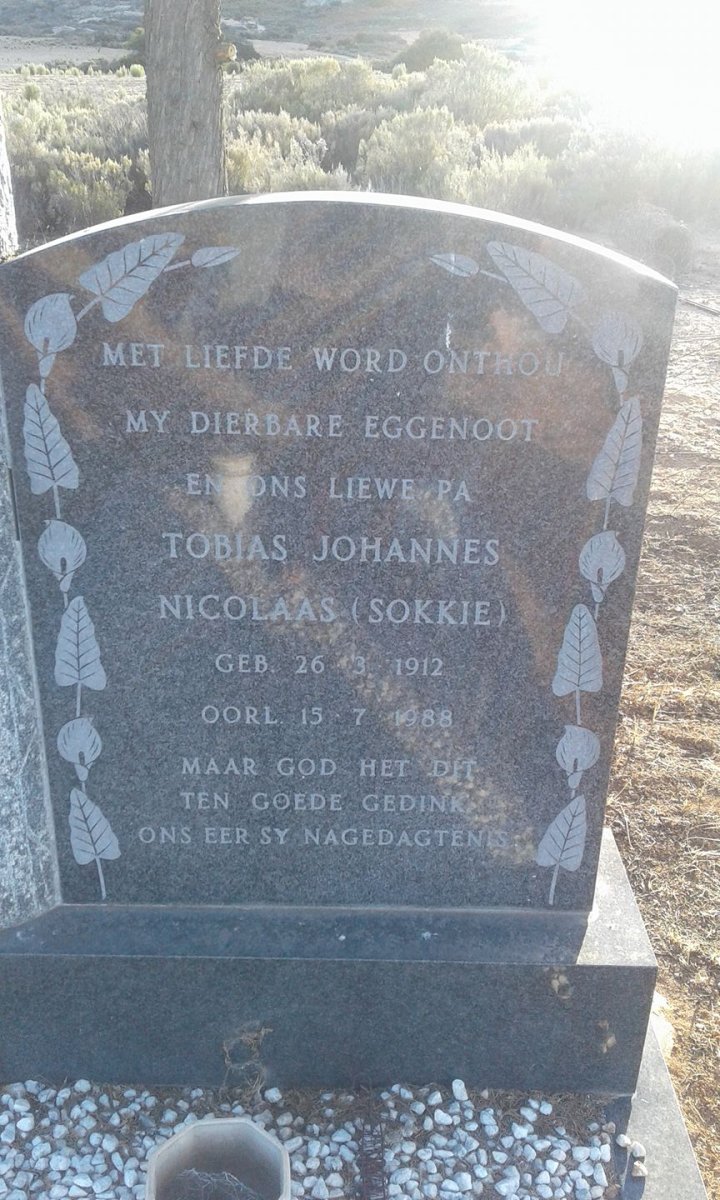 MET LIEFDE WORD ONTHOU
MY DIERBARE EGGENOOT
EN ONS LIEWE PA
TOBIAS JOHANNES
NICOLAAS (SOKKIE)
GEB. 26 - 3 - 1912
OORL. 15 - 7 - 1988
MAAR GOD HET DIT
TEN GOEDE GEDINK.
ONS EER SY NAGEDAGTENIS.